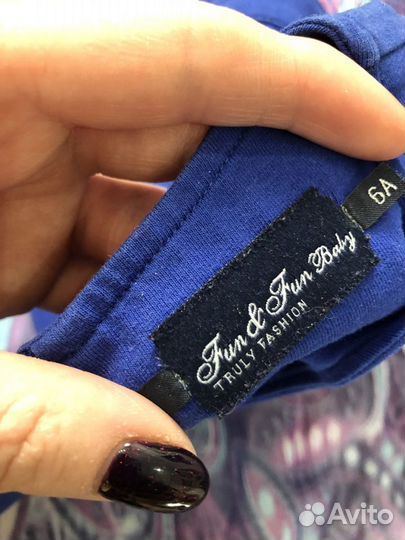 6A
Fun & Fun Baby
TRULY FASHION
Avito